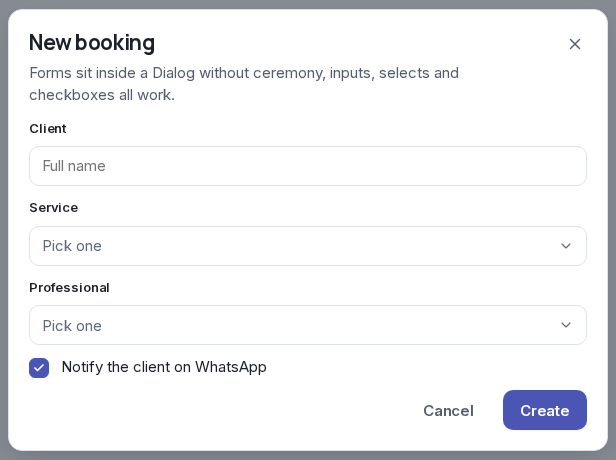 New booking
Forms sit inside a Dialog without ceremony, inputs, selects and
checkboxes all work.
Client
Full name
Service
Pick one
Professional
Pick one
Notify the client on WhatsApp
Cancel
Create